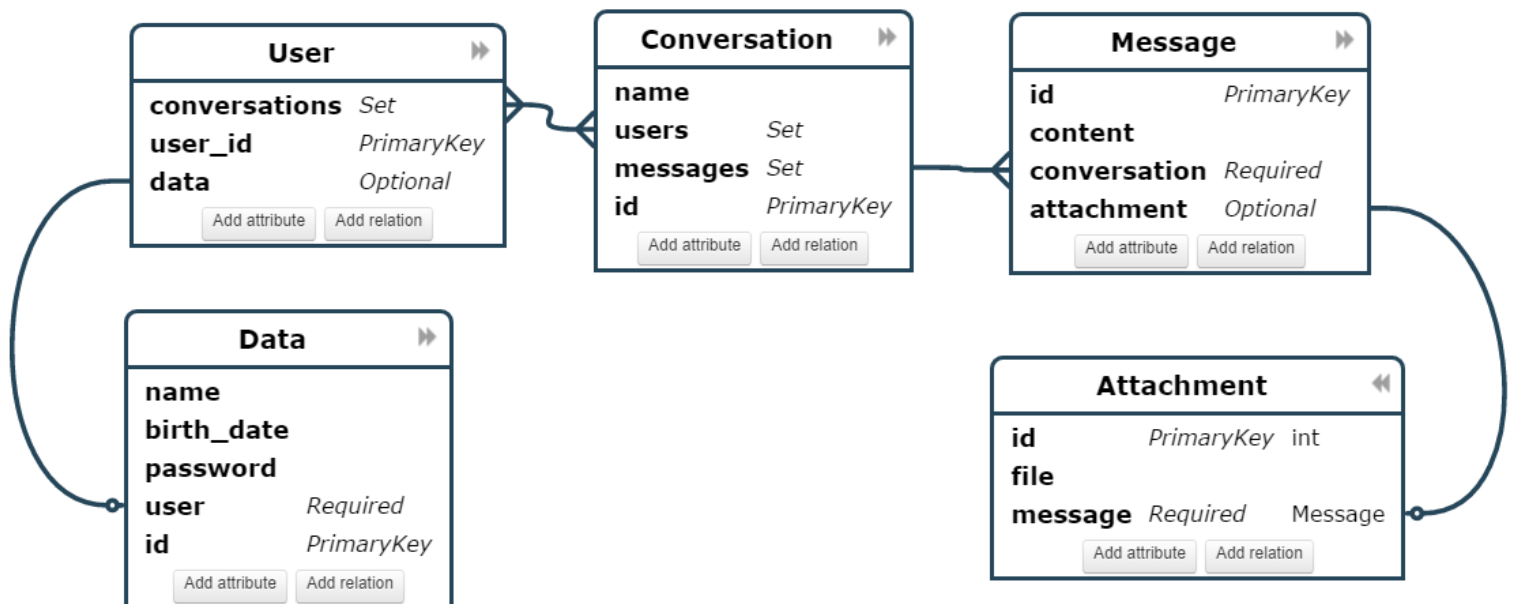 User
conversations Set
user_id PrimaryKey
data Optional
Add attribute Add relation
Conversation
name
users Set
messages Set
id PrimaryKey
Add attribute Add relation
Message
id PrimaryKey
content
conversation Required
attachment Optional
Add attribute Add relation
Data
name
birth_date
password
user Required
id PrimaryKey
Add attribute Add relation
Attachment
id PrimaryKey int
file
message Required Message
Add attribute Add relation